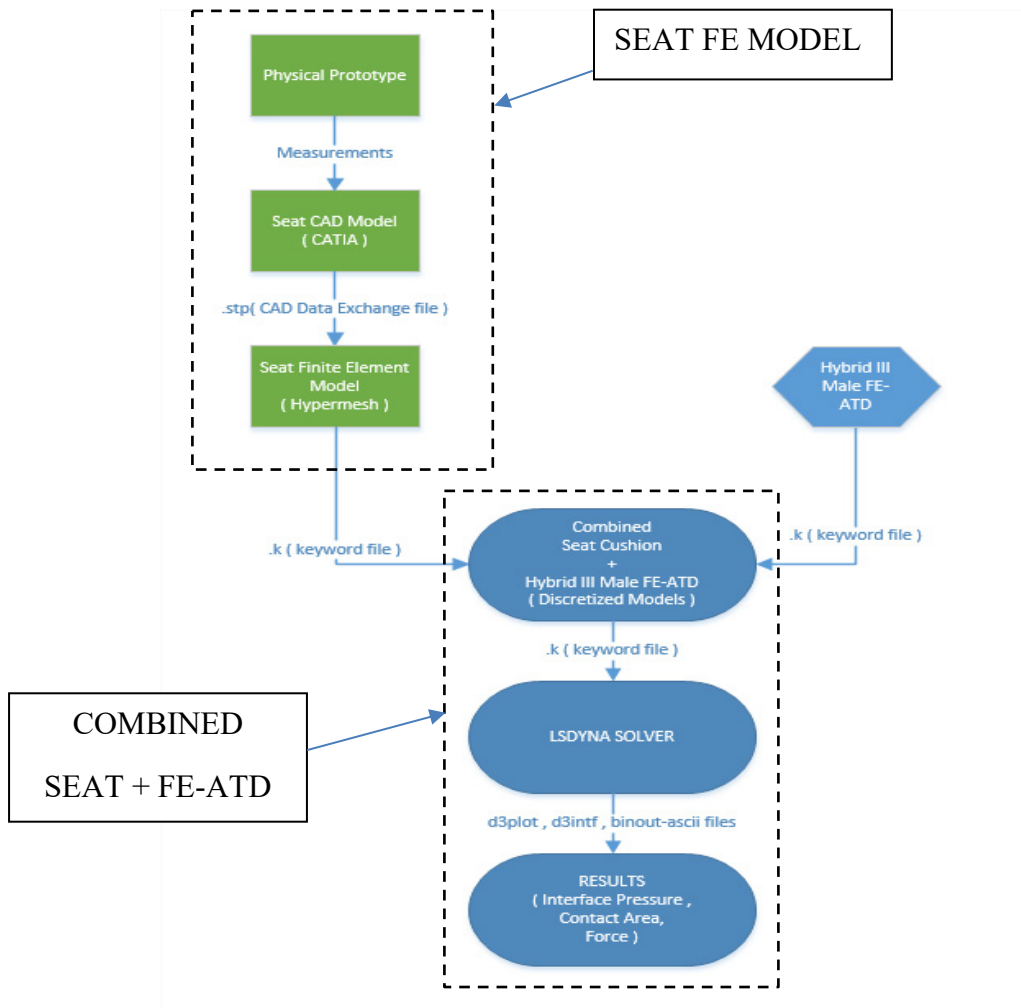 SEAT FE MODEL
Physical Prototype
Measurements
Seat CAD Model
( CATIA )
.stp( CAD Data Exchange file )
Seat Finite Element
Model
( Hypermesh )
Hybrid III
Male FE-
ATD
.k ( keyword file )
.k ( keyword file )
Combined
Seat Cushion
+
Hybrid III Male FE-ATD
( Discretized Models )
.k ( keyword file )
COMBINED
SEAT + FE-ATD
LSDYNA SOLVER
d3plot , d3intf , binout-ascii files
RESULTS
( Interface Pressure ,
Contact Area,
Force )